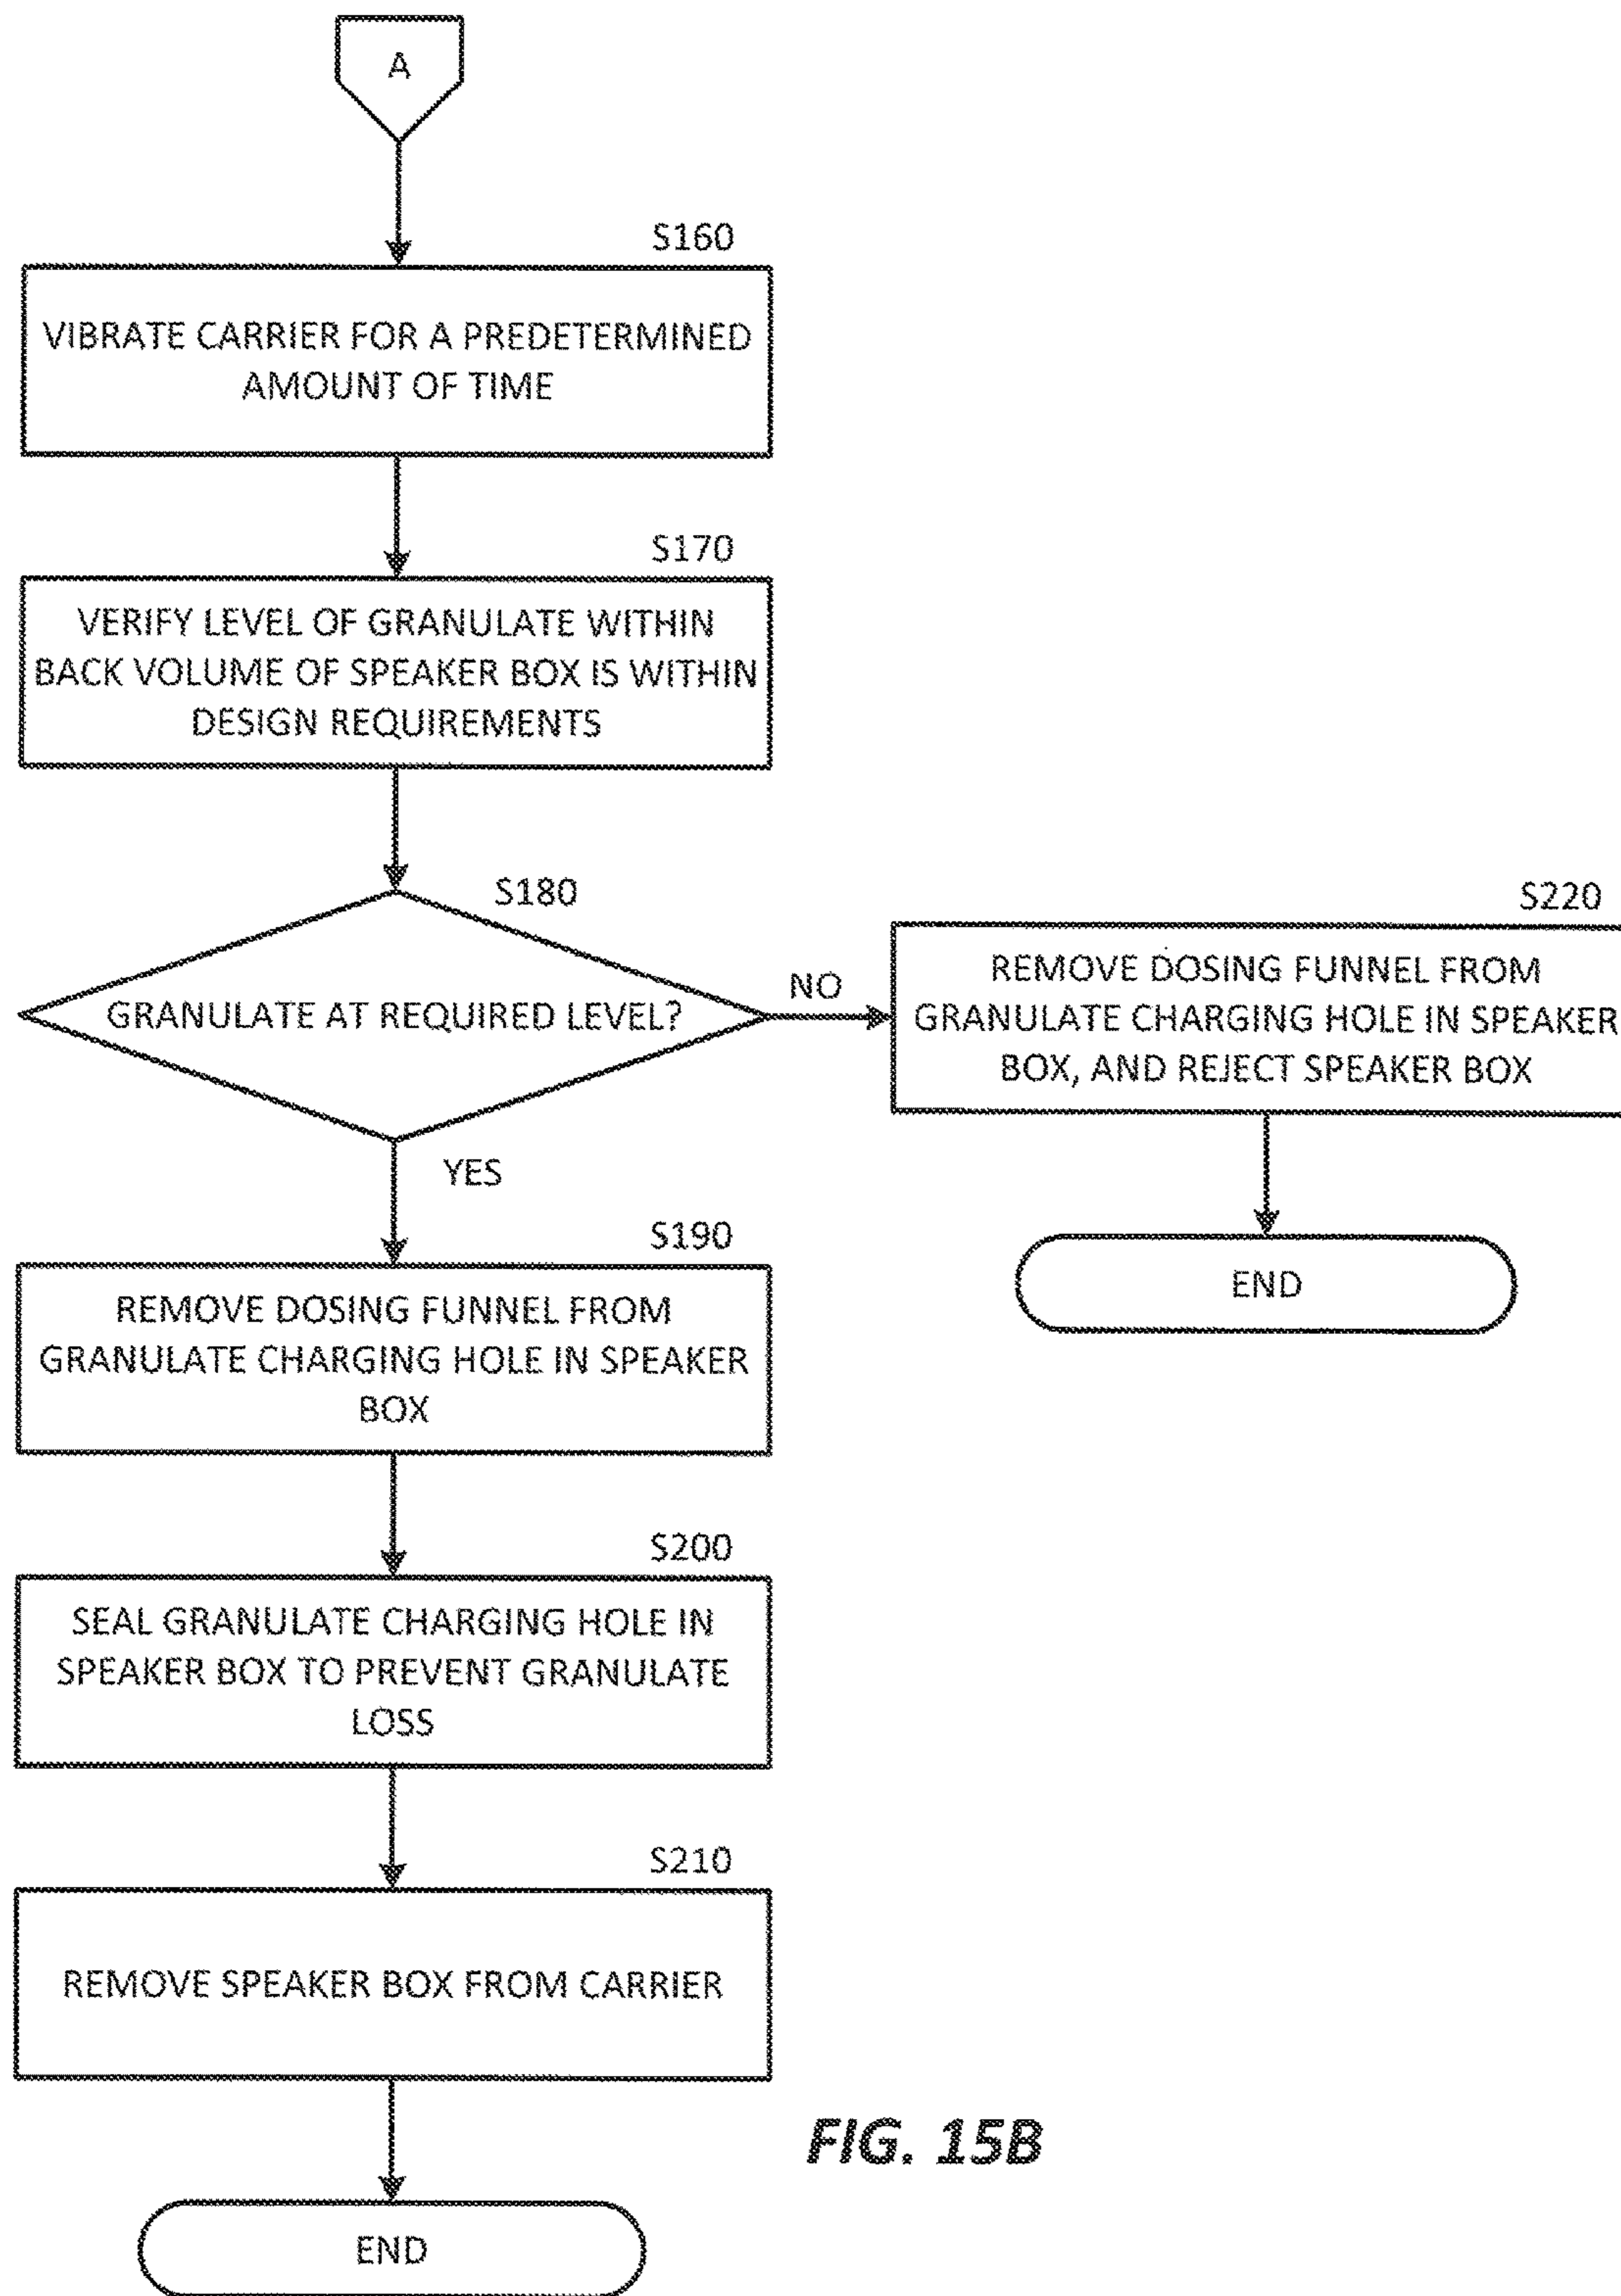 A
S160
VIBRATE CARRIER FOR A PREDETERMINED
AMOUNT OF TIME
S170
VERIFY LEVEL OF GRANULATE WITHIN
BACK VOLUME OF SPEAKER BOX IS WITHIN
DESIGN REQUIREMENTS
S180
GRANULATE AT REQUIRED LEVEL?
NO
S220
REMOVE DOSING FUNNEL FROM
GRANULATE CHARGING HOLE IN SPEAKER
BOX, AND REJECT SPEAKER BOX
END
YES
S190
REMOVE DOSING FUNNEL FROM
GRANULATE CHARGING HOLE IN SPEAKER
BOX
S200
SEAL GRANULATE CHARGING HOLE IN
SPEAKER BOX TO PREVENT GRANULATE
LOSS
S210
REMOVE SPEAKER BOX FROM CARRIER
END
FIG. 15B